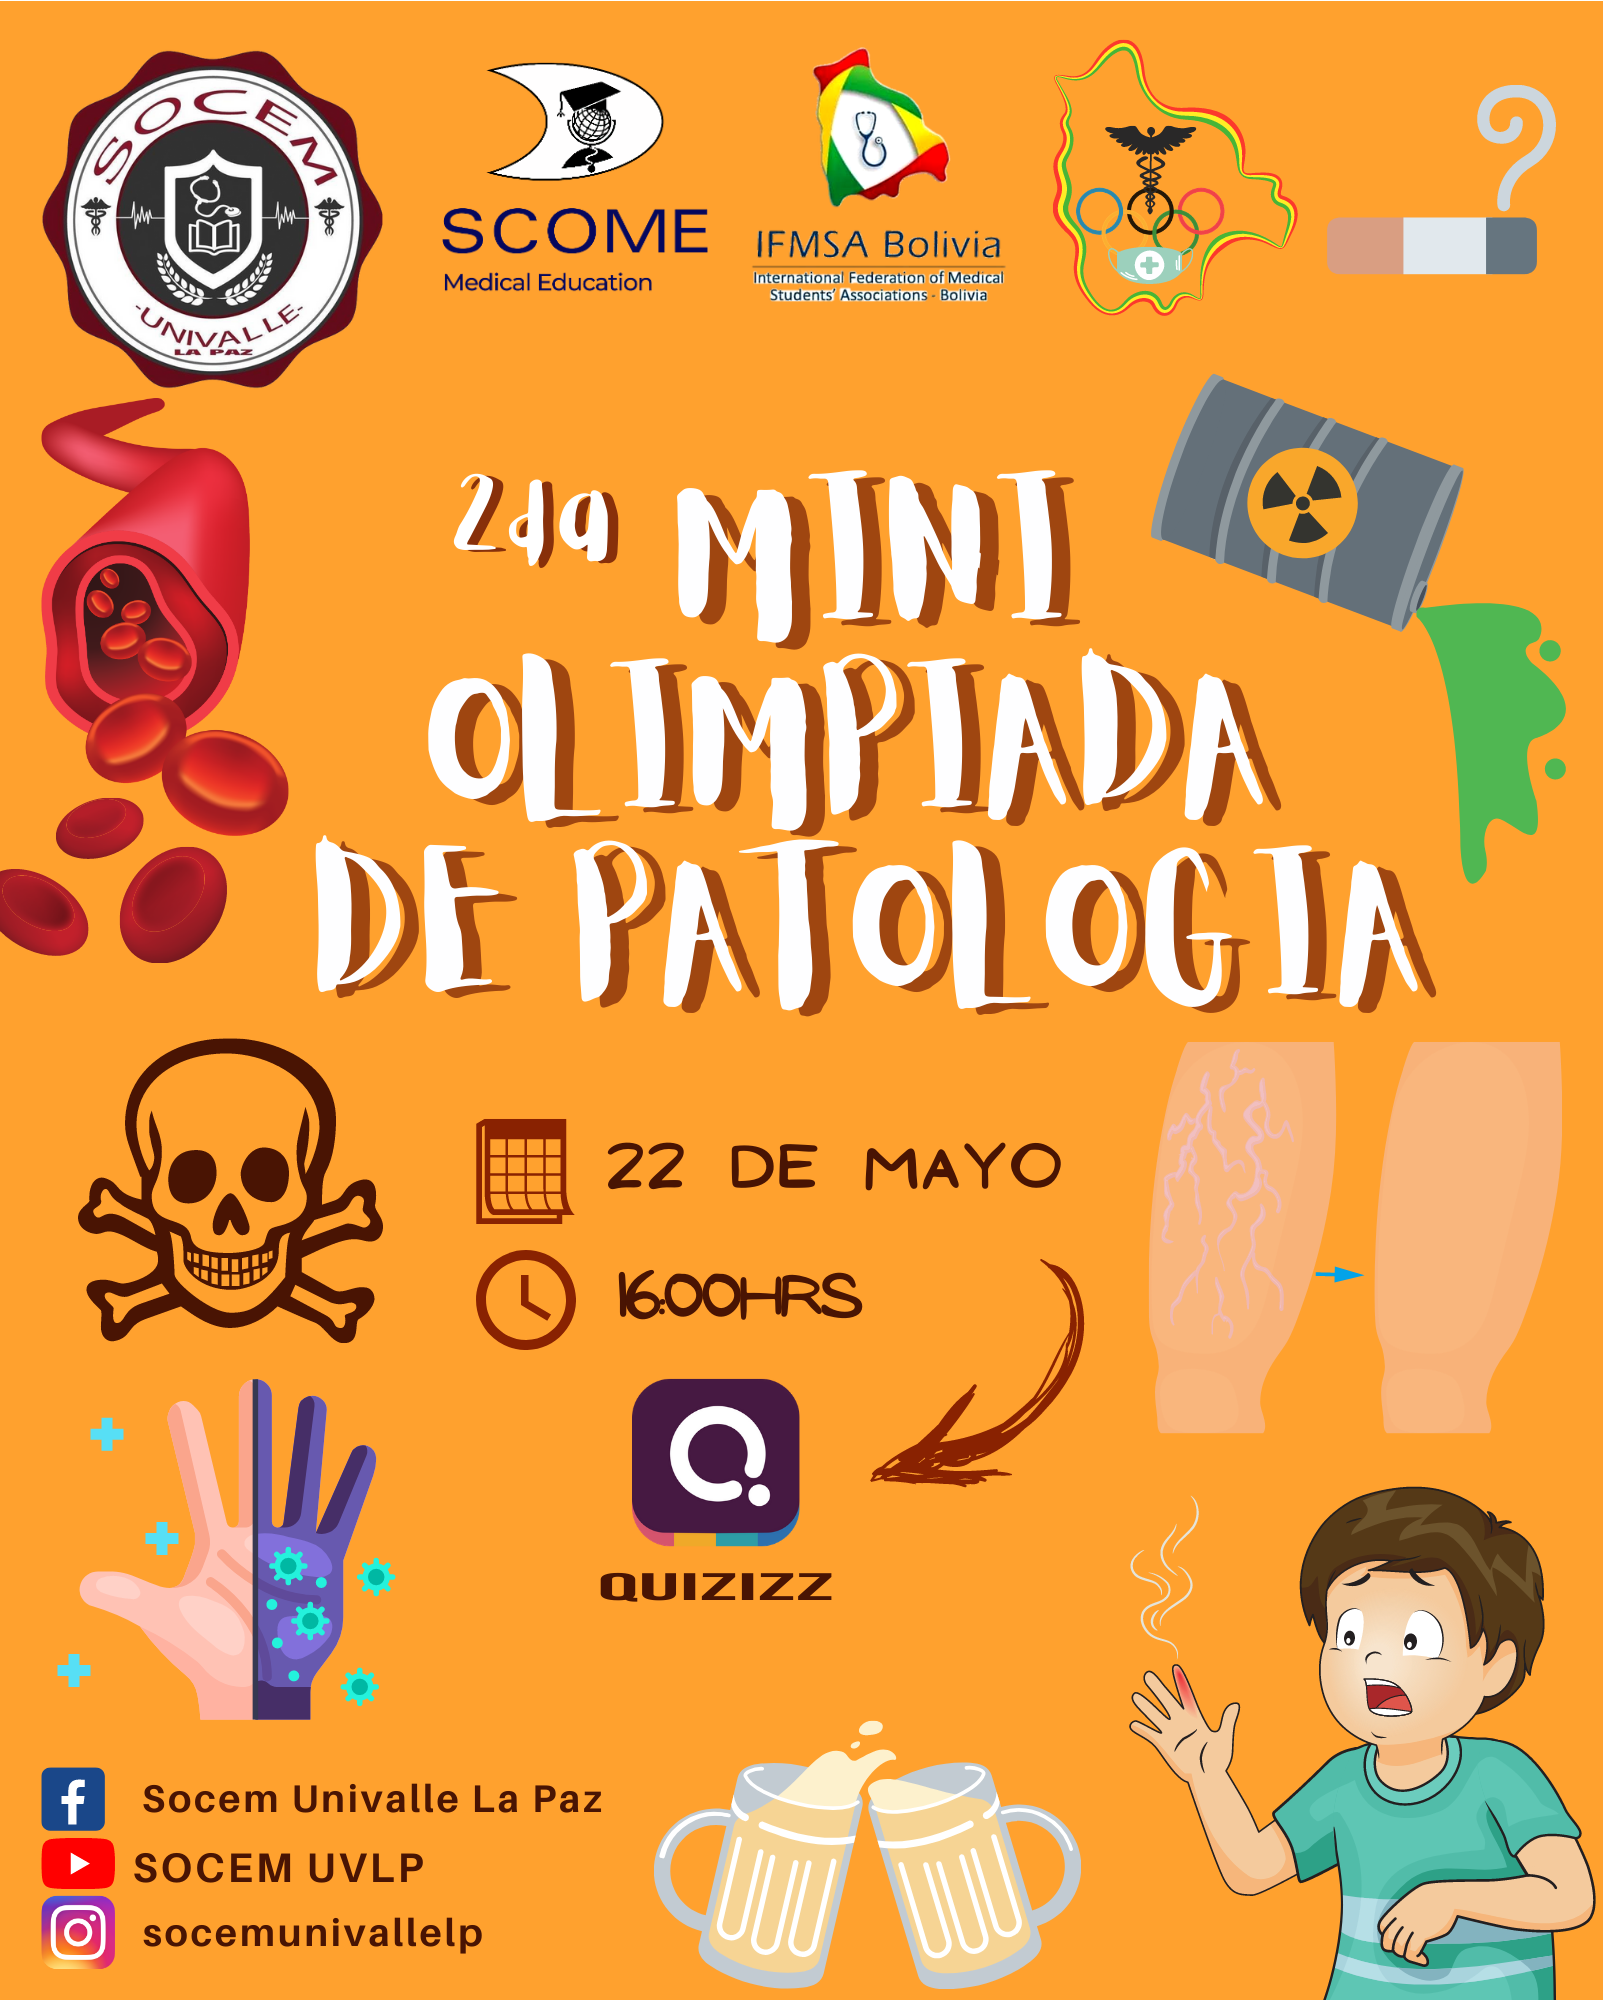 SOCEM
-UNIVALLE-
LA PAZ
SCOME
Medical Education
IFMSA Bolivia
International Federation of Medical
Students' Associations - Bolivia
2da MINI
OLIMPIADA
DE PATOLOGIA
22 DE MAYO
16:00HRS
QUIZIZZ
Socem Univalle La Paz
SOCEM UVLP
socemunivallelp